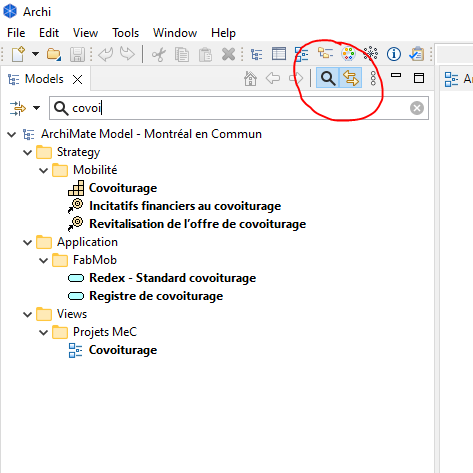 Archi
File Edit View Tools Window Help
Models
Ar
covoi
ArchiMate Model - Montréal en Commun
Strategy
Mobilité
Covoiturage
Incitatifs financiers au covoiturage
Revitalisation de l'offre de covoiturage
Application
FabMob
Redex - Standard covoiturage
Registre de covoiturage
Views
Projets MeC
Covoiturage